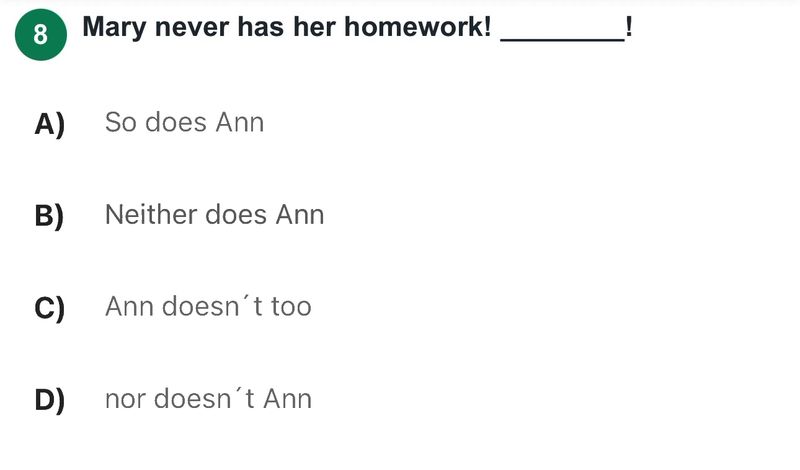 8 Mary never has her homework! ________!
A) So does Ann
B) Neither does Ann
C) Ann doesn´t too
D) nor doesn´t Ann